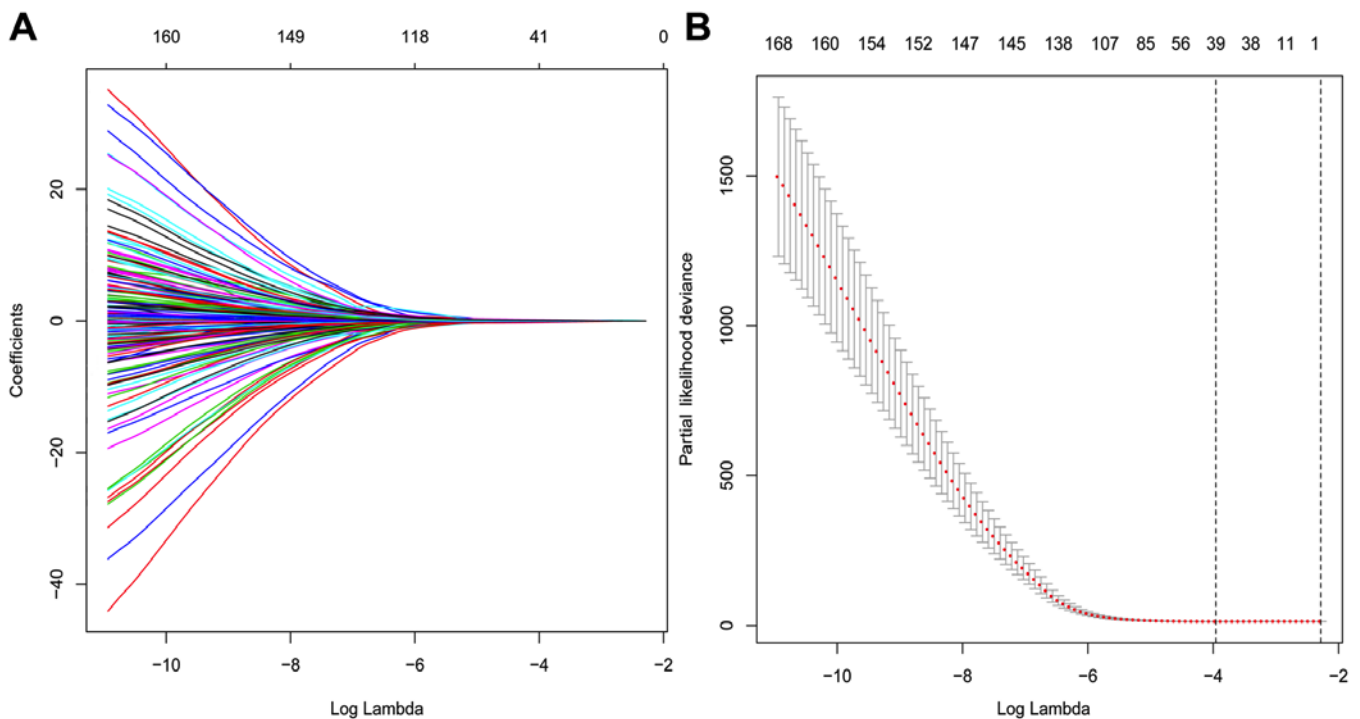 A
160 149 118 41 0
20
0
−20
−40
Coefficients
−10 −8 −6 −4 −2
Log Lambda
B
168 160 154 152 147 145 138 107 85 56 39 38 11 1
1500
1000
500
0
Partial likelihood deviance
−10 −8 −6 −4 −2
Log Lambda